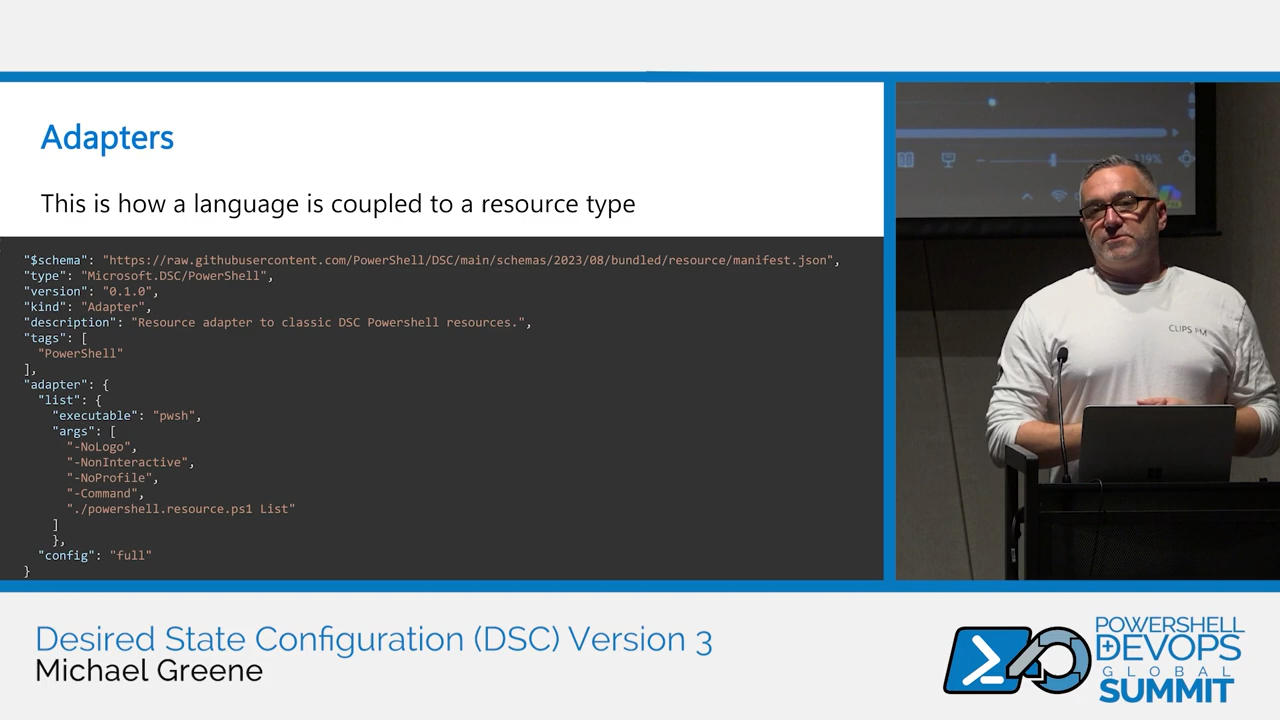 Adapters
This is how a language is coupled to a resource type
"$schema": "https://raw.githubusercontent.com/PowerShell/DSC/main/schemas/2023/08/bundled/resource/manifest.json",
"type": "Microsoft.DSC/PowerShell",
"version": "0.1.0",
"kind": "Adapter",
"description": "Resource adapter to classic DSC Powershell resources.",
"tags": [
"PowerShell"
],
"adapter": {
"list": {
"executable": "pwsh",
"args": [
"-NoLogo",
"-NonInteractive",
"-NoProfile",
"-Command",
"./powershell.resource.ps1 List"
]
},
"config": "full"
}
119%
CLIPS FM
Desired State Configuration (DSC) Version 3
Michael Greene
POWERSHELL
DEVOPS
GLOBAL
SUMMIT